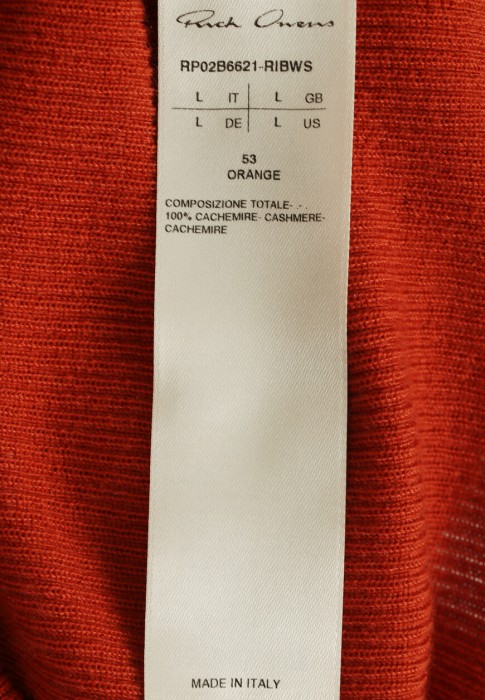 Rick Owens
RP02B6621-RIBWS
L IT L GB
L DE L US
53
ORANGE
COMPOSIZIONE TOTALE- .- .
100% CACHEMIRE- CASHMERE-
CACHEMIRE
MADE IN ITALY